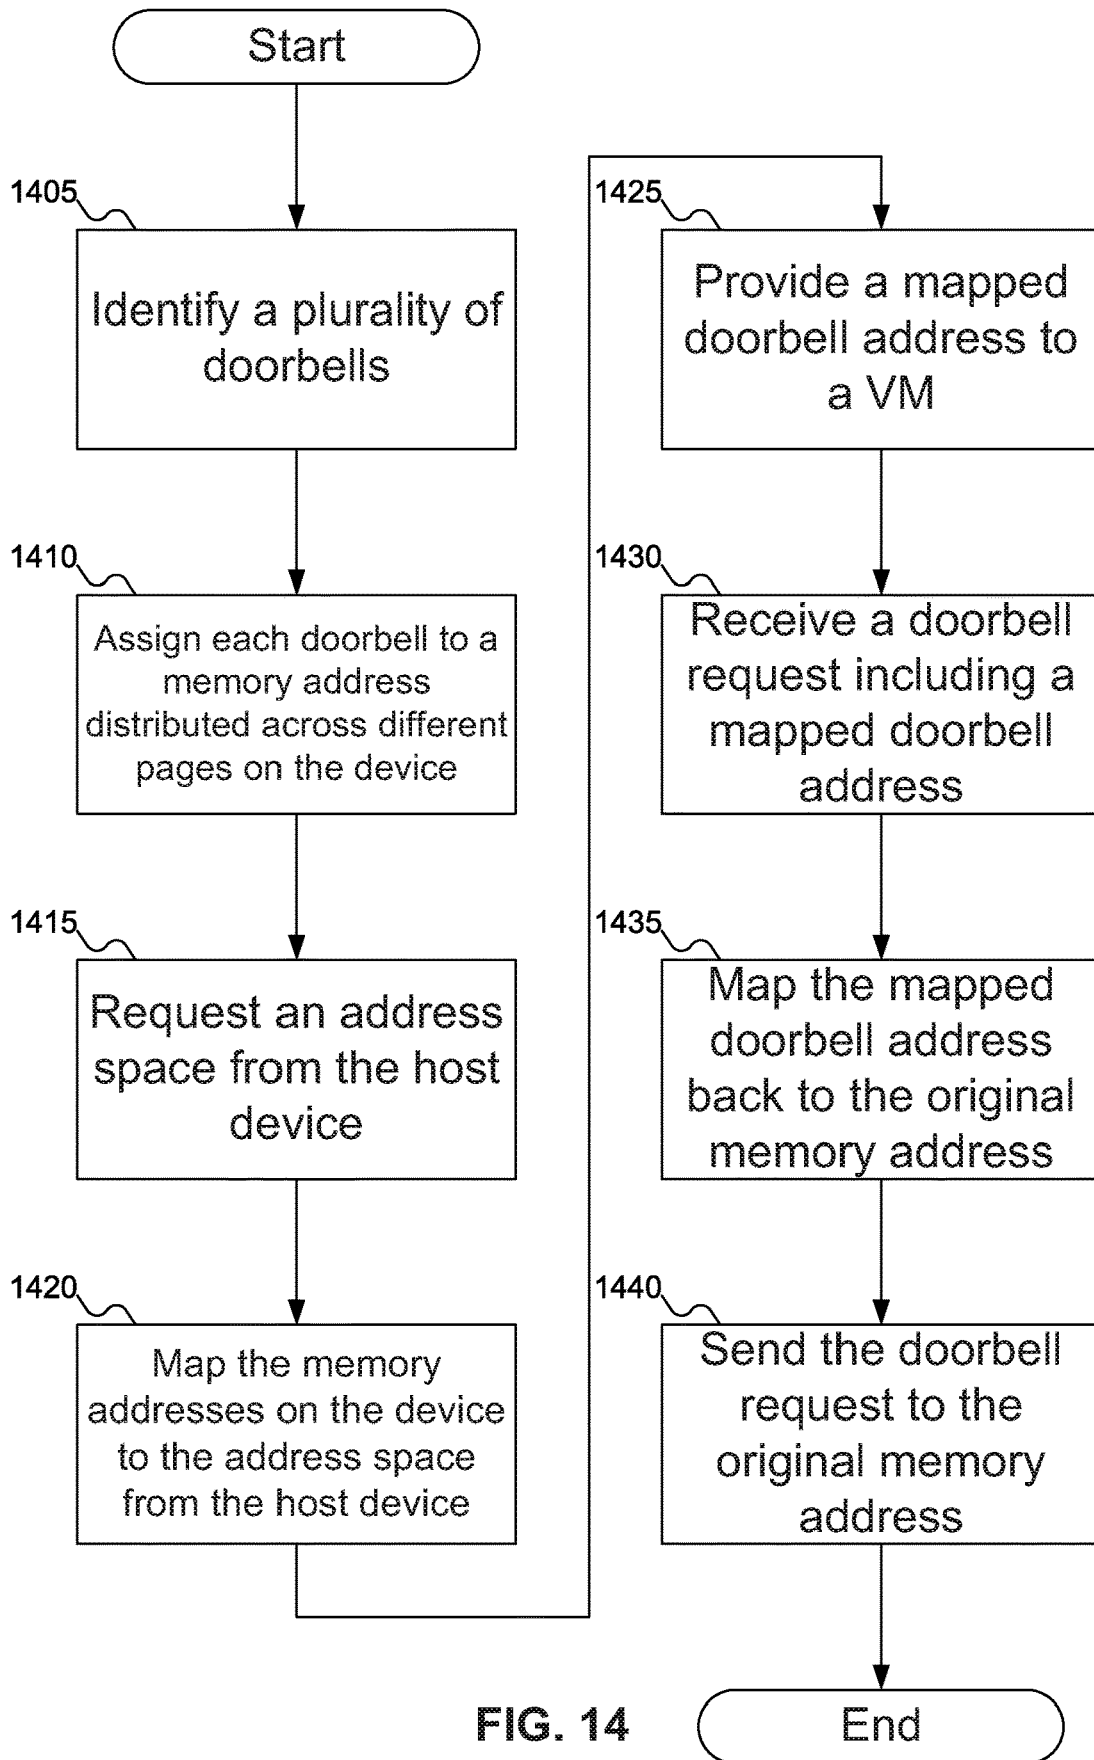 Start
1405
Identify a plurality of
doorbells
1410
Assign each doorbell to a
memory address
distributed across different
pages on the device
1415
Request an address
space from the host
device
1420
Map the memory
addresses on the device
to the address space
from the host device
1425
Provide a mapped
doorbell address to
a VM
1430
Receive a doorbell
request including a
mapped doorbell
address
1435
Map the mapped
doorbell address
back to the original
memory address
1440
Send the doorbell
request to the
original memory
address
End
FIG. 14